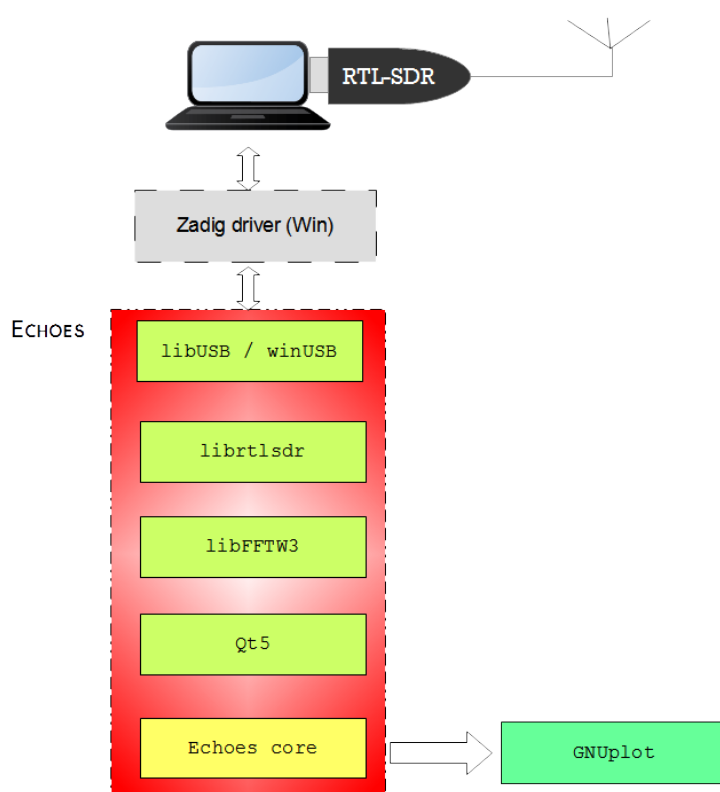 RTL-SDR
Zadig driver (Win)
ECHOES
libUSB / winUSB
librtlsdr
libFFTW3
Qt5
Echoes core
GNUplot